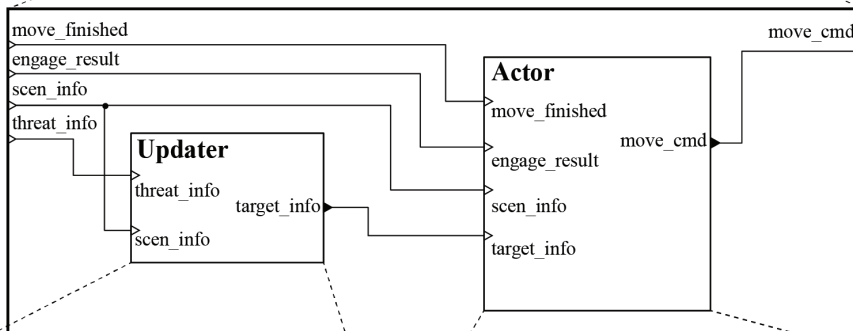 move_finished
engage_result
scen_info
threat_info
Updater
threat_info
scen_info
target_info
Actor
move_finished
engage_result
scen_info
target_info
move_cmd
move_cmd